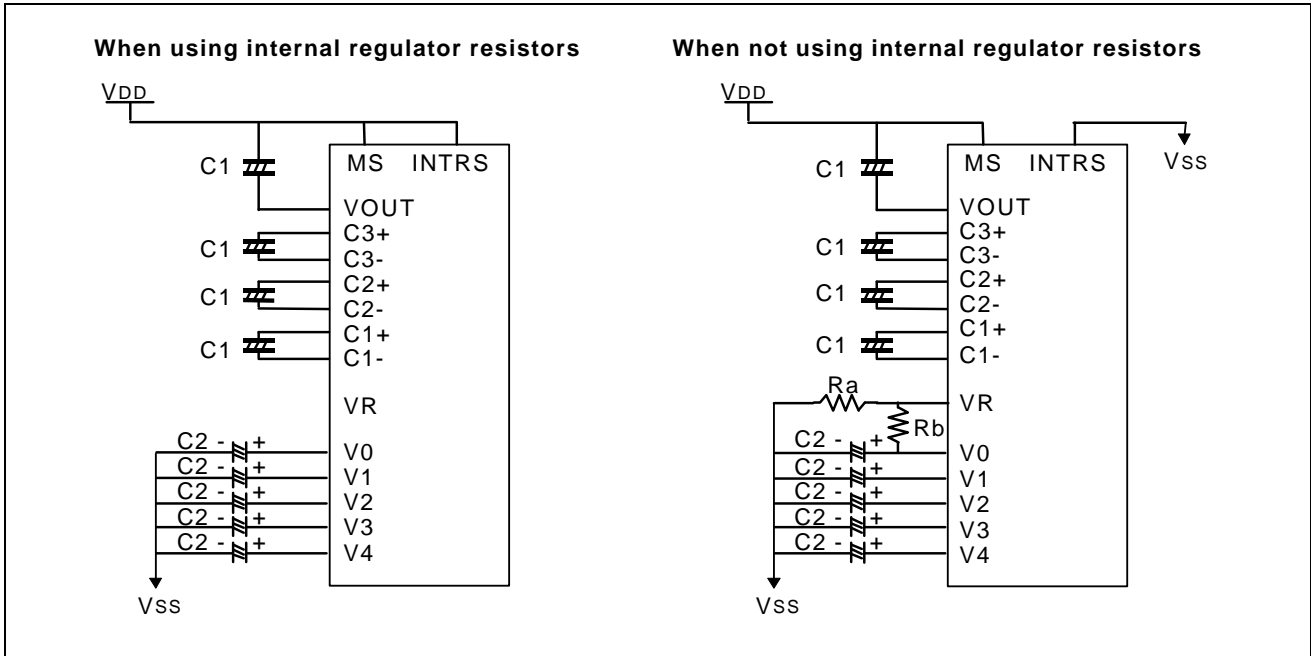 When using internal regulator resistors
VDD
MS INTRS
C1
VOUT
C3+
C1
C3-
C2+
C1
C2-
C1+
C1
C1-
VR
C2 - + V0
C2 - + V1
C2 - + V2
C2 - + V3
C2 - + V4
VSS
When not using internal regulator resistors
VDD
MS INTRS
VSS
C1
VOUT
C3+
C1
C3-
C2+
C1
C2-
C1+
C1
C1-
Ra
VR
Rb
C2 - + V0
C2 - + V1
C2 - + V2
C2 - + V3
C2 - + V4
VSS